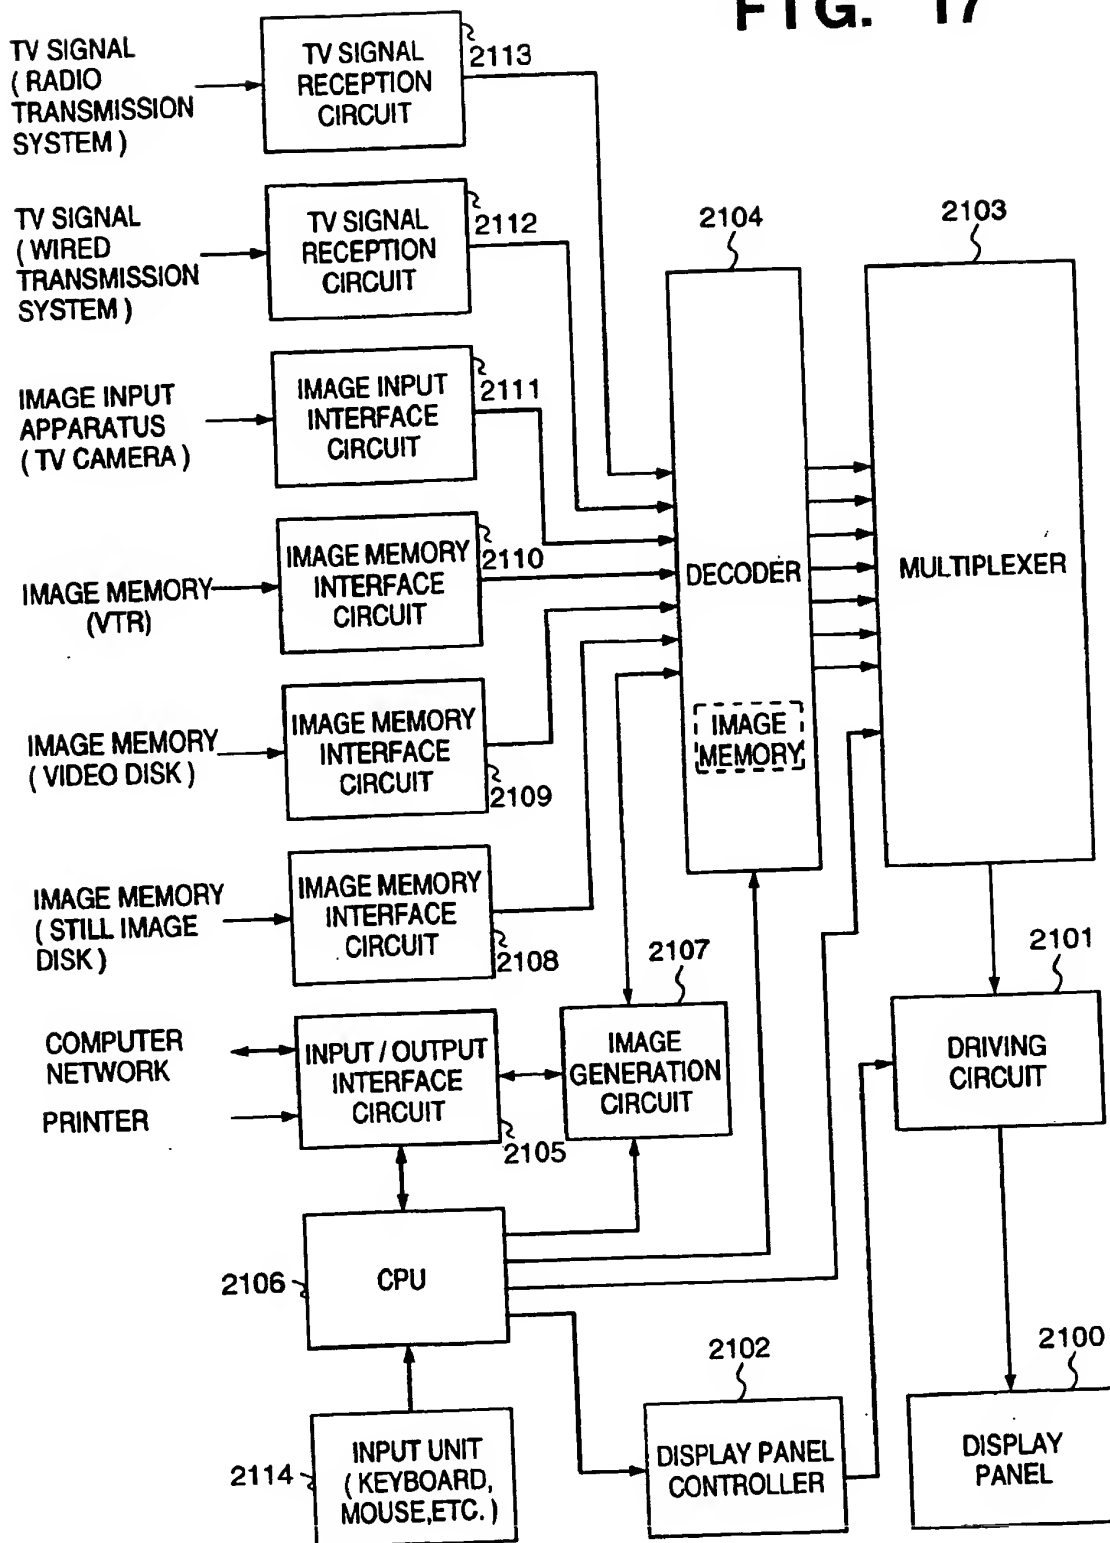 FIG. 17
TV SIGNAL
( RADIO
TRANSMISSION
SYSTEM )
TV SIGNAL
RECEPTION
CIRCUIT
2113
TV SIGNAL
( WIRED
TRANSMISSION
SYSTEM )
TV SIGNAL
RECEPTION
CIRCUIT
2112
IMAGE INPUT
APPARATUS
( TV CAMERA )
IMAGE INPUT
INTERFACE
CIRCUIT
2111
IMAGE MEMORY
(VTR)
IMAGE MEMORY
INTERFACE
CIRCUIT
2110
IMAGE MEMORY
( VIDEO DISK )
IMAGE MEMORY
INTERFACE
CIRCUIT
2109
IMAGE MEMORY
( STILL IMAGE
DISK )
IMAGE MEMORY
INTERFACE
CIRCUIT
2108
2104
DECODER
IMAGE
MEMORY
2103
MULTIPLEXER
COMPUTER
NETWORK
PRINTER
INPUT / OUTPUT
INTERFACE
CIRCUIT
2105
2107
IMAGE
GENERATION
CIRCUIT
2101
DRIVING
CIRCUIT
2106
CPU
2114
INPUT UNIT
( KEYBOARD,
MOUSE,ETC. )
2102
DISPLAY PANEL
CONTROLLER
2100
DISPLAY
PANEL